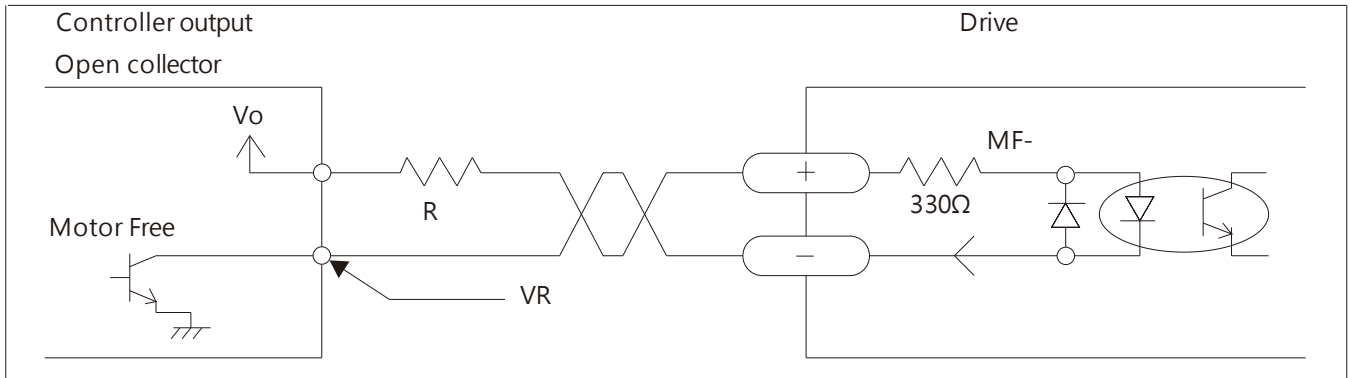 Controller output
Drive
Open collector
Vo
MF-
+
R
330Ω
Motor Free
−
VR